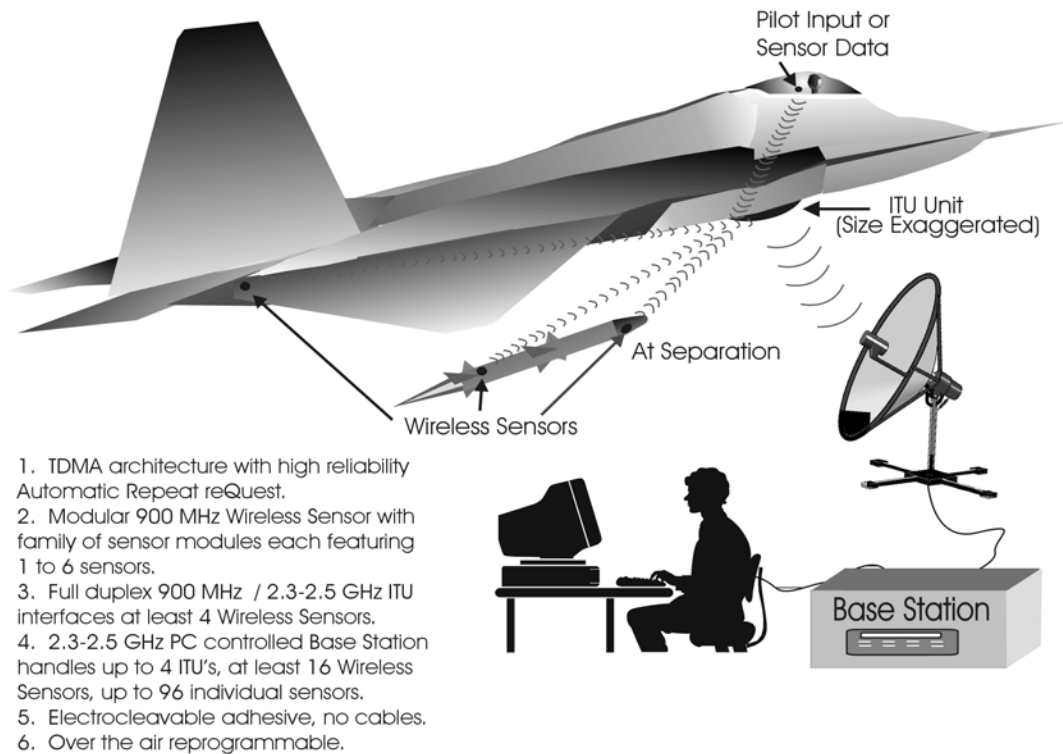 Pilot Input or
Sensor Data
ITU Unit
(Size Exaggerated)
At Separation
Wireless Sensors
1. TDMA architecture with high reliability
Automatic Repeat reQuest.
2. Modular 900 MHz Wireless Sensor with
family of sensor modules each featuring
1 to 6 sensors.
3. Full duplex 900 MHz / 2.3-2.5 GHz ITU
interfaces at least 4 Wireless Sensors.
4. 2.3-2.5 GHz PC controlled Base Station
handles up to 4 ITU's, at least 16 Wireless
Sensors, up to 96 individual sensors.
5. Electrocleavable adhesive, no cables.
6. Over the air reprogrammable.
Base Station